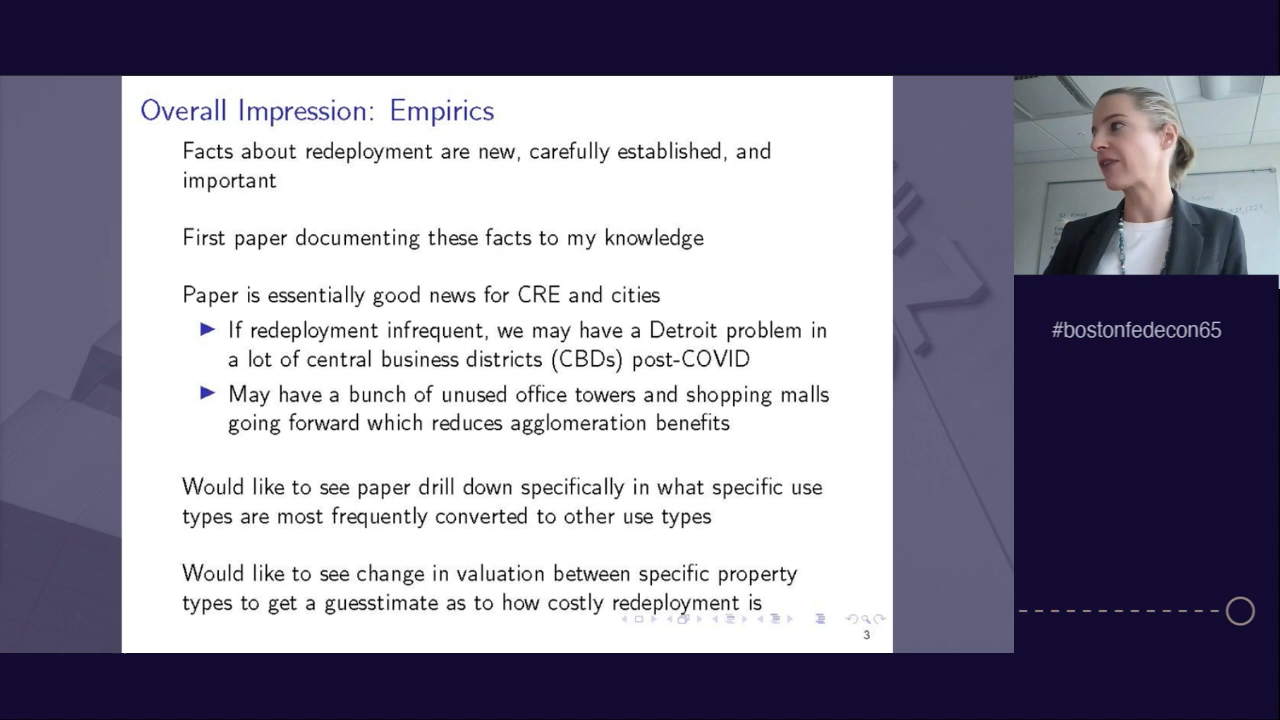 Overall Impression: Empirics
Facts about redeployment are new, carefully established, and
important
First paper documenting these facts to my knowledge
Paper is essentially good news for CRE and cities
If redeployment infrequent, we may have a Detroit problem in
a lot of central business districts (CBDs) post-COVID
May have a bunch of unused office towers and shopping malls
going forward which reduces agglomeration benefits
Would like to see paper drill down specifically in what specific use
types are most frequently converted to other use types
Would like to see change in valuation between specific property
types to get a guesstimate as to how costly redeployment is
3
#bostonfedecon65